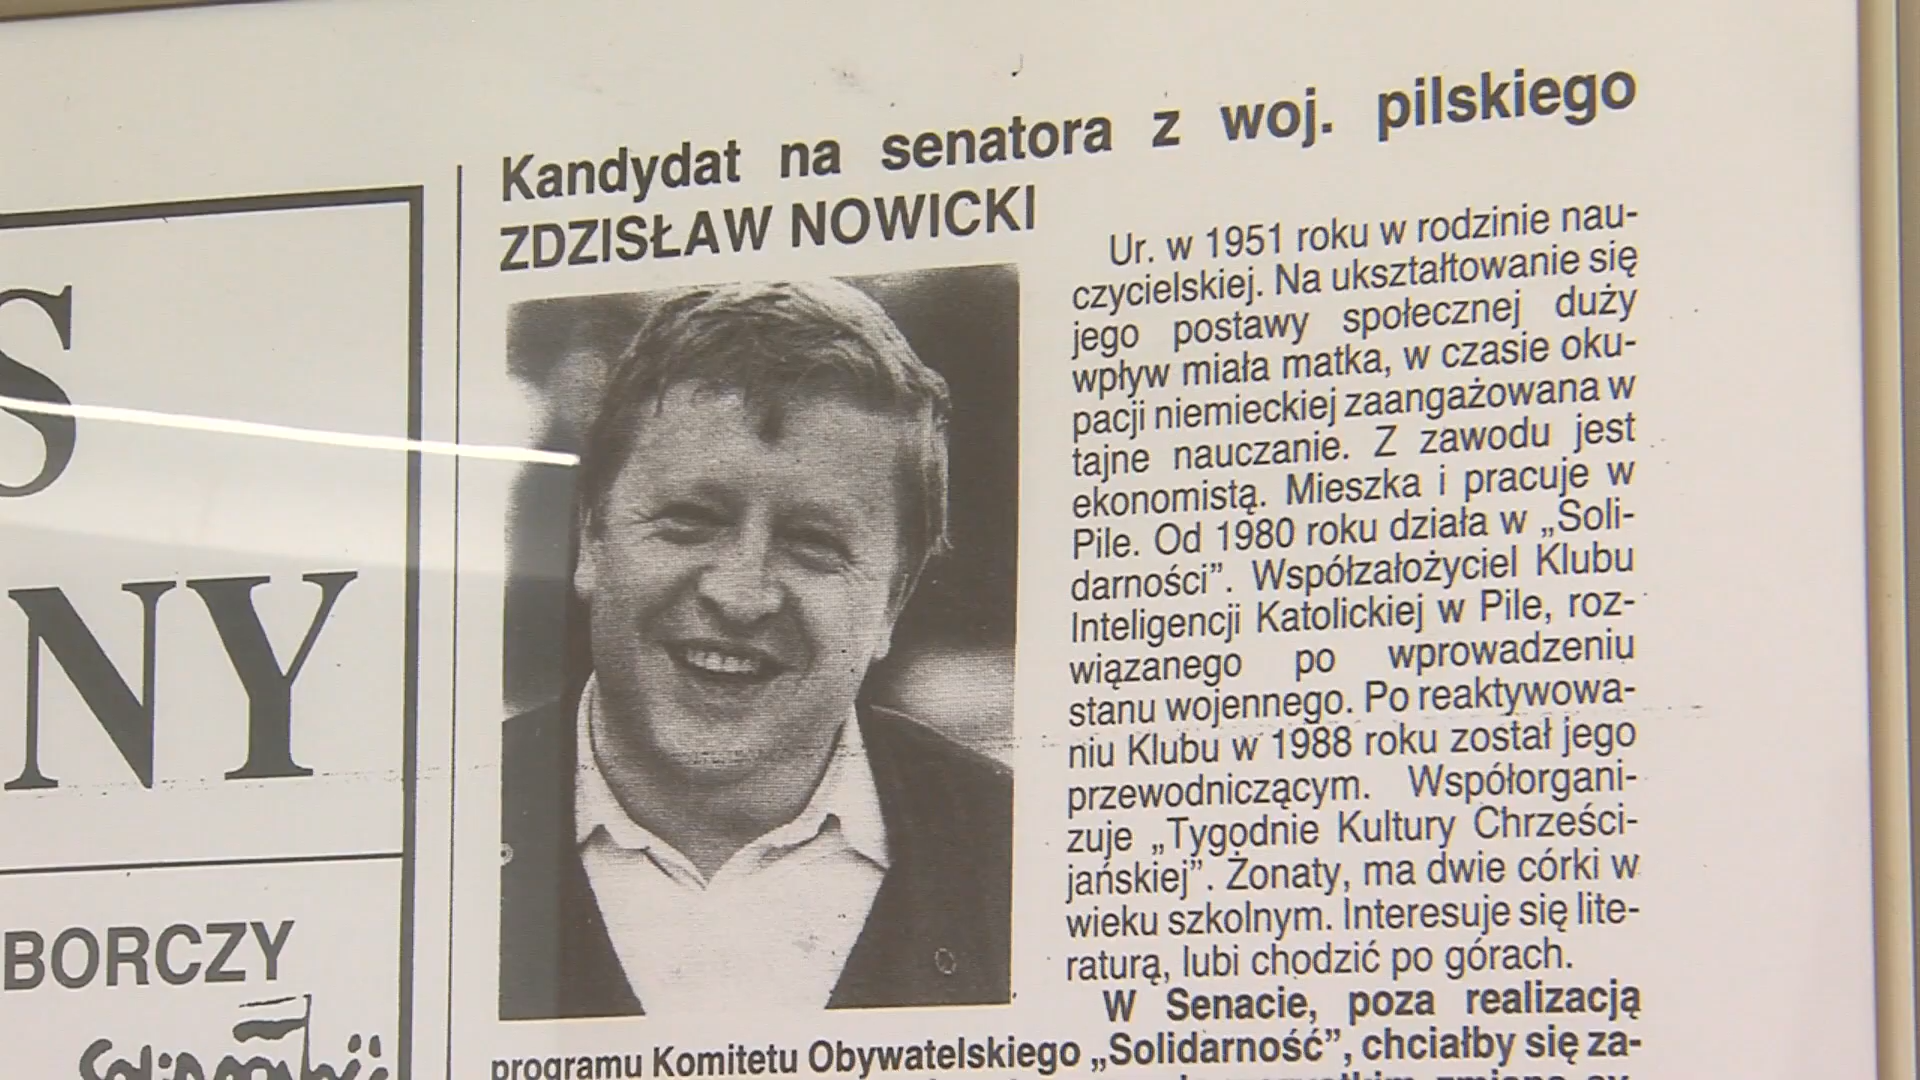 S
NY
BORCZY
Solidarność
Kandydat na senatora z woj. pilskiego
ZDZISŁAW NOWICKI
Ur. w 1951 roku w rodzinie nau-
czycielskiej. Na ukształtowanie się
jego postawy społecznej duży
wpływ miała matka, w czasie oku-
pacji niemieckiej zaangażowana w
tajne nauczanie. Z zawodu jest
ekonomistą. Mieszka i pracuje w
Pile. Od 1980 roku działa w „Soli-
darności”. Współzałożyciel Klubu
Inteligencji Katolickiej w Pile, roz-
wiązanego po wprowadzeniu
stanu wojennego. Po reaktywowa-
niu Klubu w 1988 roku został jego
przewodniczącym. Współorgani-
zuje „Tygodnie Kultury Chrześci-
jańskiej”. Żonaty, ma dwie córki w
wieku szkolnym. Interesuje się lite-
raturą, lubi chodzić po górach.
W Senacie, poza realizacją
programu Komitetu Obywatelskiego „Solidarność”, chciałby się za-